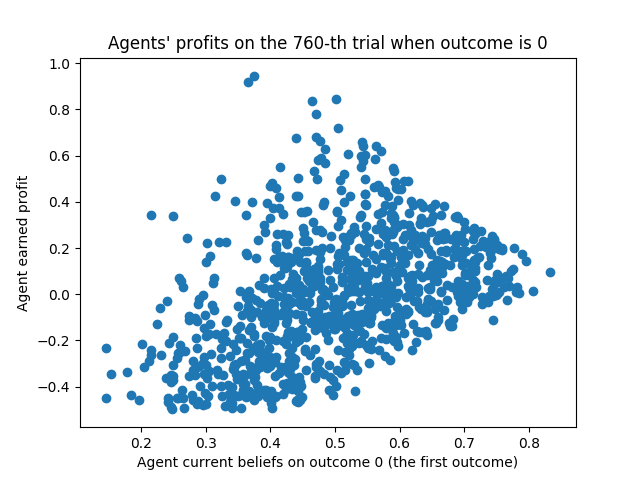 Agents' profits on the 760-th trial when outcome is 0
1.0
0.8
0.6
0.4
0.2
0.0
−0.2
−0.4
Agent earned profit
0.2 0.3 0.4 0.5 0.6 0.7 0.8
Agent current beliefs on outcome 0 (the first outcome)